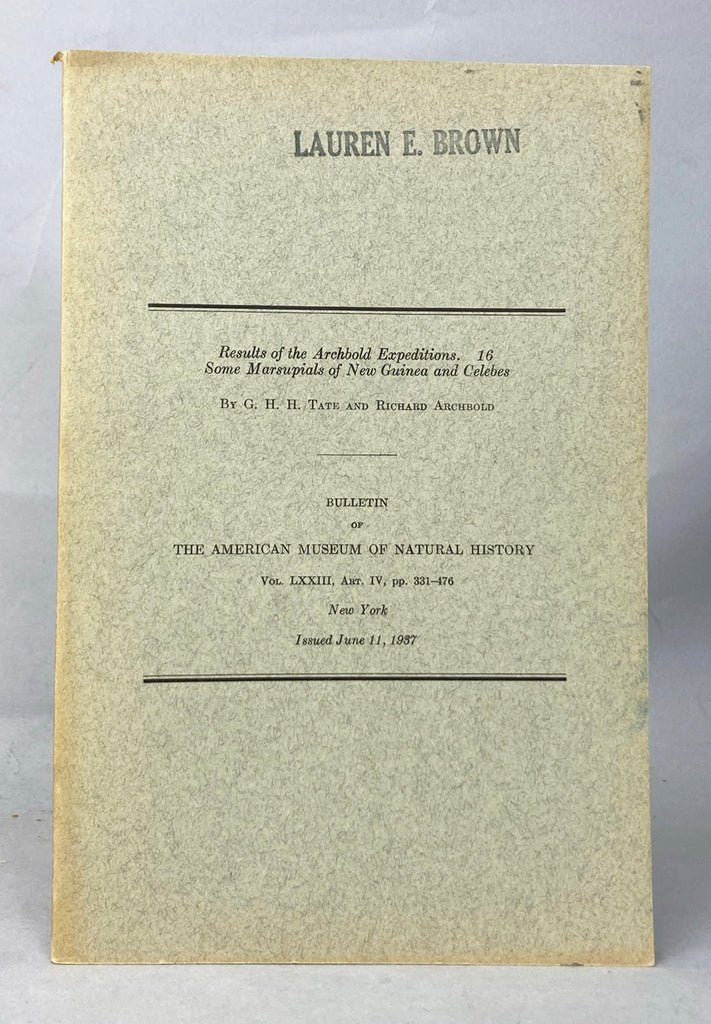 LAUREN E. BROWN
Results of the Archbold Expeditions. 16
Some Marsupials of New Guinea and Celebes
By G. H. H. Tate and Richard Archbold
BULLETIN
OF
THE AMERICAN MUSEUM OF NATURAL HISTORY
Vol. LXXIII, Art. IV, pp. 331–476
New York
Issued June 11, 1937